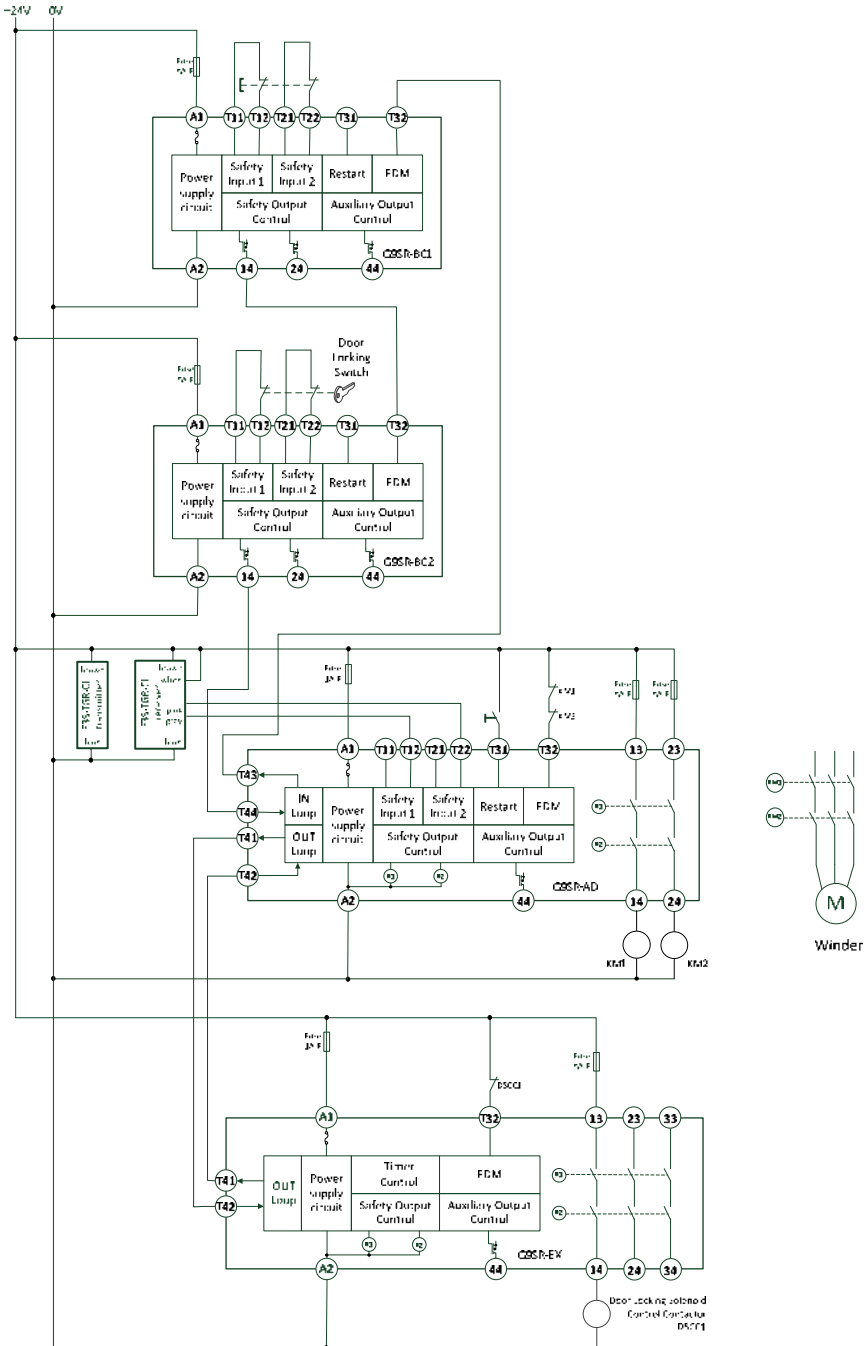 -24V 0V
A1 T11 T12 T21 T22 T31 T32
Power supply circuit
Safety Input 1
Safety Input 2
Restart
EDM
Safety Output Control
Auxiliary Output Control
G9SR-BC1
A2 14 24 44
Door Locking Switch
A1 T11 T12 T21 T22 T31 T32
Power supply circuit
Safety Input 1
Safety Input 2
Restart
EDM
Safety Output Control
Auxiliary Output Control
G9SR-BC2
A2 14 24 44
KM1
KM2
A1 T11 T12 T21 T22 T31 T32 13 23
T43
T44
T41
T42
IN Loop
OUT Loop
Power supply circuit
Safety Input 1
Safety Input 2
Restart
EDM
Safety Output Control
Auxiliary Output Control
G9SR-AD
A2 44 14 24
KM1 KM2
KM1
KM2
M
Winder
DSCC1
A1 T32 13 23 33
T41
T42
OUT Loop
Power supply circuit
Timer Control
EDM
Safety Output Control
Auxiliary Output Control
G9SR-EX
A2 44 14 24 34
Door Locking Solenoid
Control Contactor
DSCC1